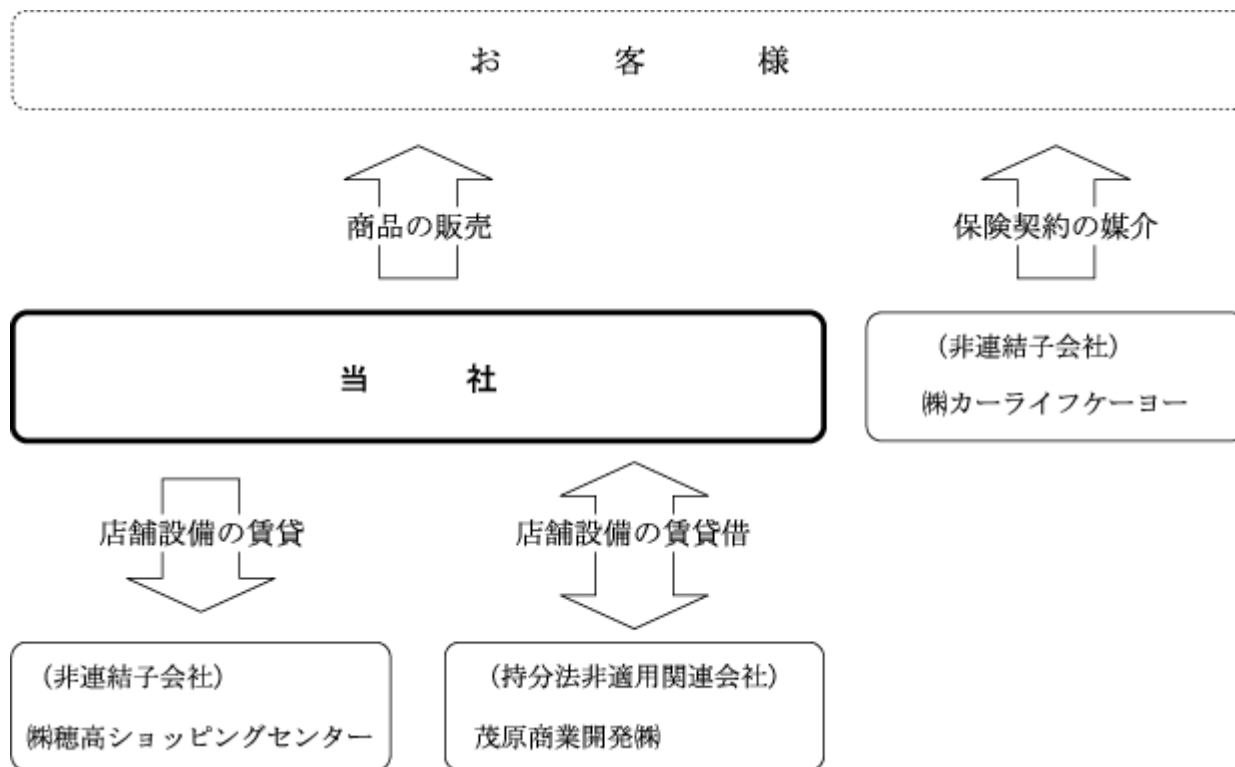 お客様
商品の販売
保険契約の媒介
当社
(非連結子会社)
㈱カーライフケーヨー
店舗設備の賃貸
店舗設備の賃貸借
(非連結子会社)
㈱穂高ショッピングセンター
(持分法非適用関連会社)
茂原商業開発㈱